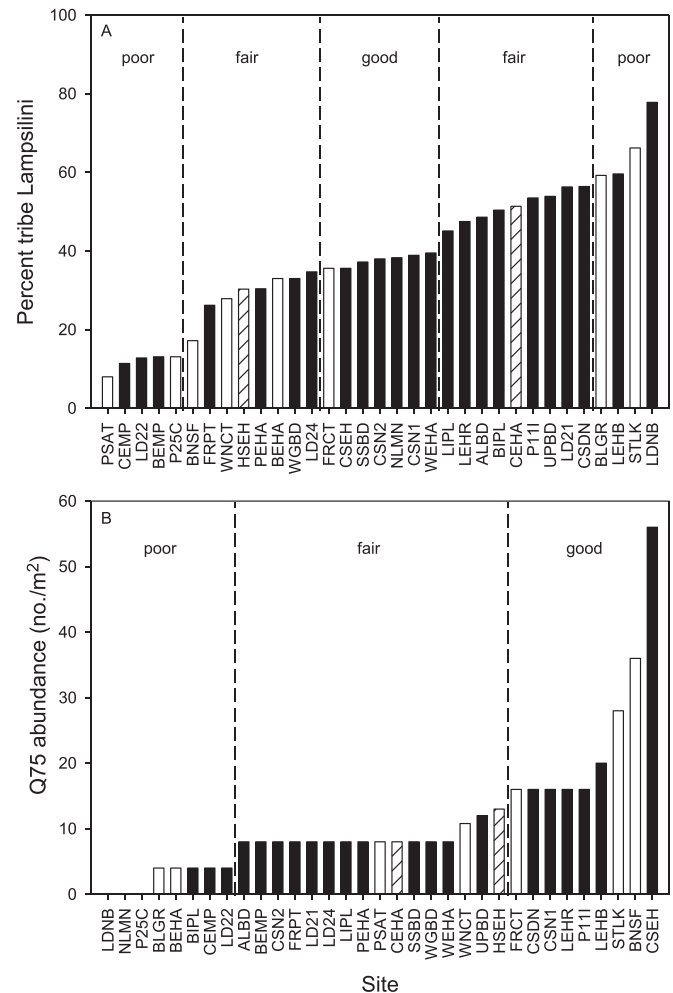 A
poor fair good fair poor
Percent tribe Lampsilini
100
80
60
40
20
0
PSAT CEMP LD22 BEMP P25C BNSF FRPT WNCT HSEH PEHA BEHA WGBD LD24 FRCT CSEH SSBD CSN2 NLMN CSN1 WEHA LIPL LEHR ALBD BIPL CEHA P11I UPBD LD21 CSDN BLGR LEHB STLK LDNB
B
poor fair good
Q75 abundance (no./m²)
60
50
40
30
20
10
0
LDNB NLMN P25C BLGR BEHA BIPL CEMP LD22 ALBD BEMP CSN2 FRPT LD21 LD24 LIPL PEHA PSAT CEHA SSBD WGBD WEHA WNCT UPBD HSEH FRCT CSDN CSN1 LEHR P11I LEHB STLK BNSF CSEH
Site